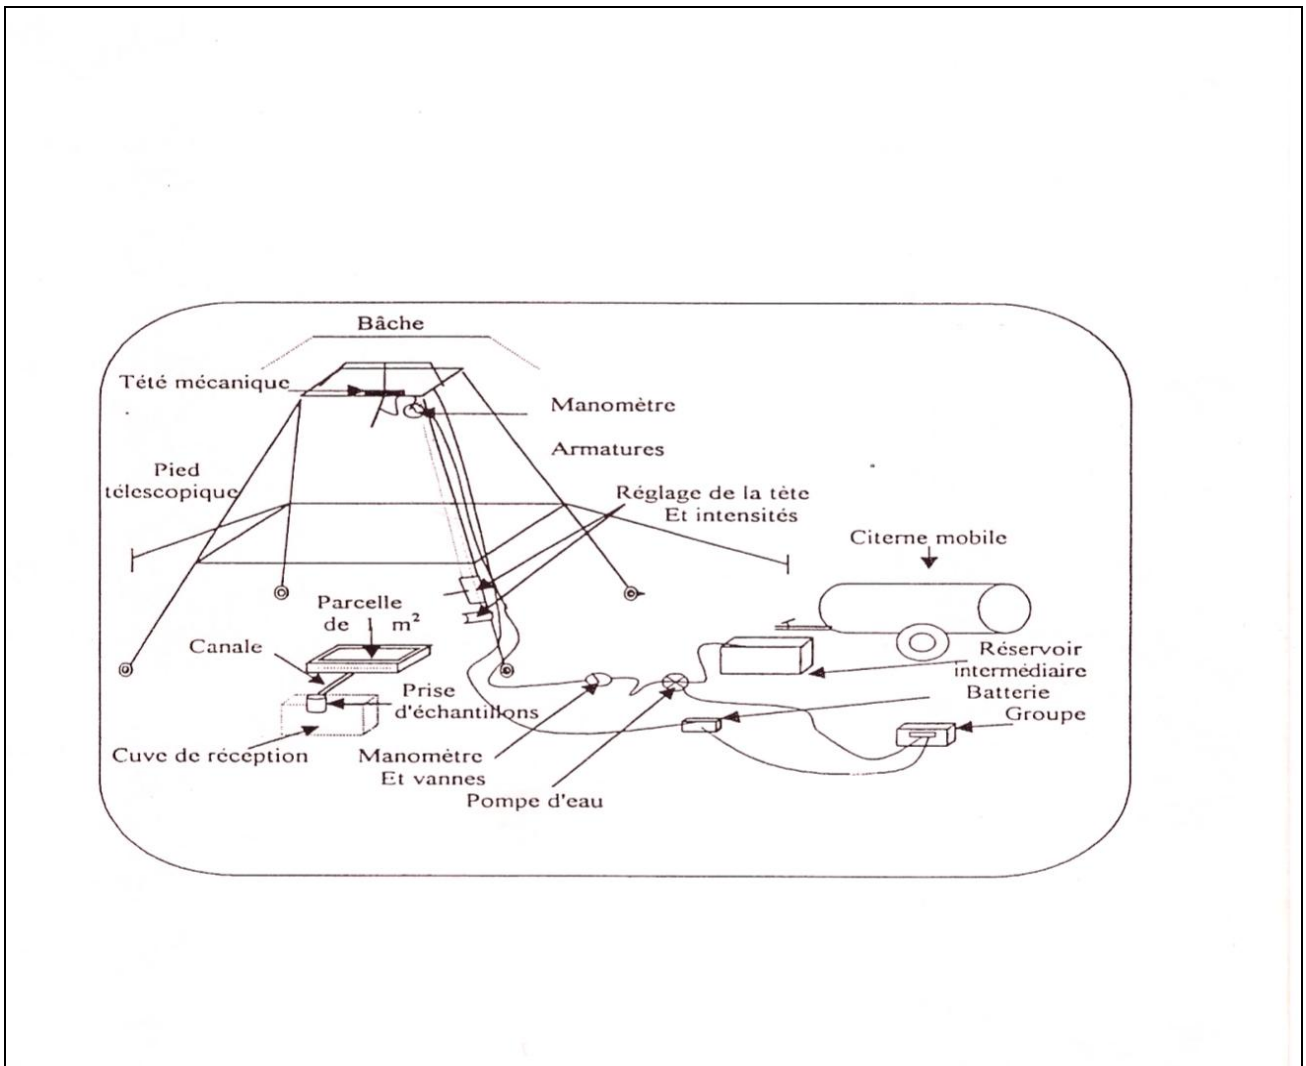 Bâche
Tété mécanique
Manomètre
Armatures
Pied
télescopique
Réglage de la tête
Et intensités
Citerne mobile
Parcelle
de 1 m²
Canale
Réservoir
intermédiaire
Prise
d'échantillons
Batterie
Groupe
Cuve de réception
Manomètre
Et vannes
Pompe d'eau